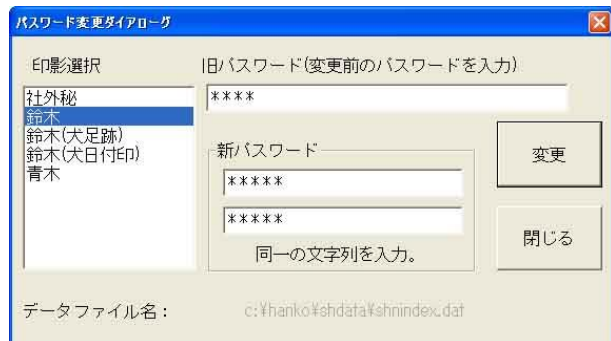 パスワード変更ダイアローグ
印影選択
旧パスワード(変更前のパスワードを入力)
社外秘
鈴木
鈴木(犬足跡)
鈴木(犬日付印)
青木
****
新パスワード
*****
*****
同一の文字列を入力。
変更
閉じる
データファイル名:
c:¥hanko¥shdata¥shnindex.dat